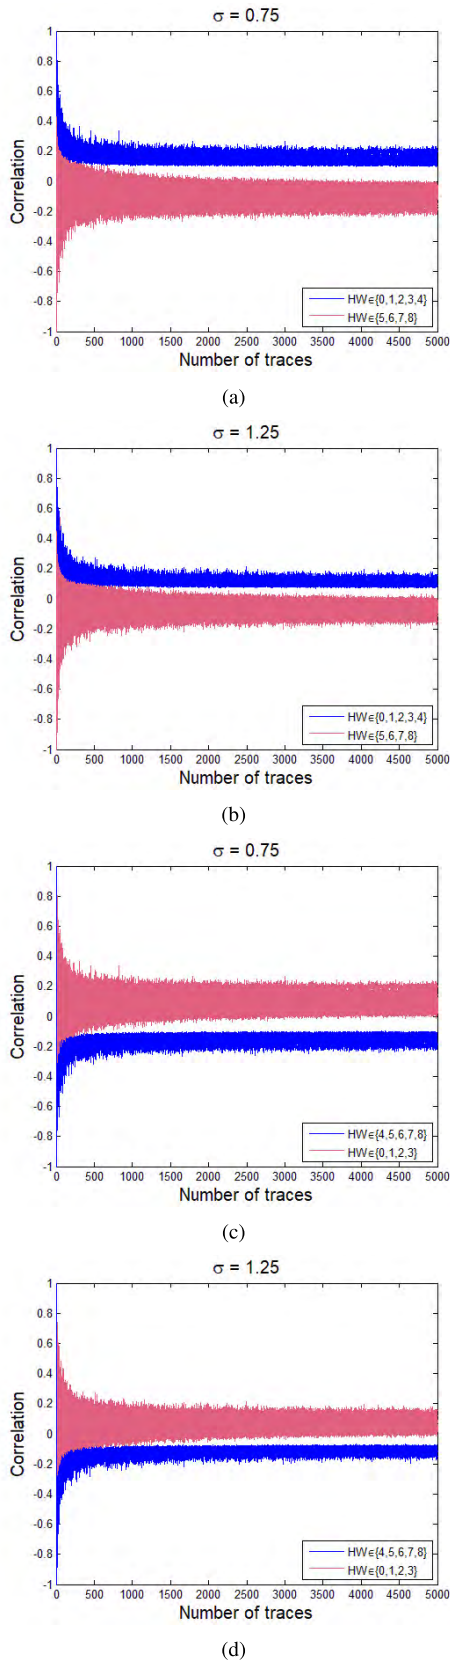 σ = 0.75
1
0.8
0.6
0.4
0.2
0
-0.2
-0.4
-0.6
-0.8
-1
Correlation
HW∈{0,1,2,3,4}
HW∈{5,6,7,8}
0 500 1000 1500 2000 2500 3000 3500 4000 4500 5000
Number of traces
(a)
σ = 1.25
1
0.8
0.6
0.4
0.2
0
-0.2
-0.4
-0.6
-0.8
-1
Correlation
HW∈{0,1,2,3,4}
HW∈{5,6,7,8}
0 500 1000 1500 2000 2500 3000 3500 4000 4500 5000
Number of traces
(b)
σ = 0.75
1
0.8
0.6
0.4
0.2
0
-0.2
-0.4
-0.6
-0.8
-1
Correlation
HW∈{4,5,6,7,8}
HW∈{0,1,2,3}
0 500 1000 1500 2000 2500 3000 3500 4000 4500 5000
Number of traces
(c)
σ = 1.25
1
0.8
0.6
0.4
0.2
0
-0.2
-0.4
-0.6
-0.8
-1
Correlation
HW∈{4,5,6,7,8}
HW∈{0,1,2,3}
0 500 1000 1500 2000 2500 3000 3500 4000 4500 5000
Number of traces
(d)